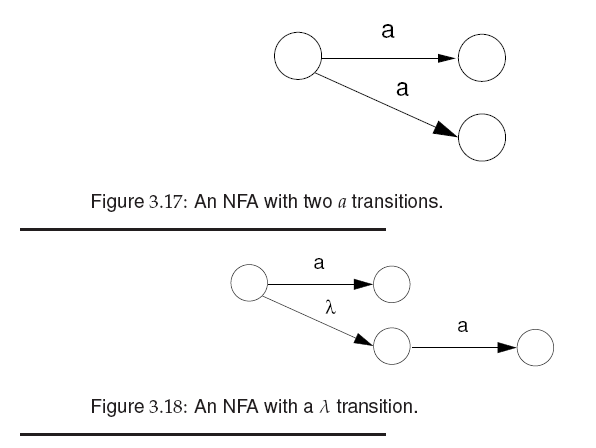 a
a
Figure 3.17: An NFA with two a transitions.
a
λ
a
Figure 3.18: An NFA with a λ transition.